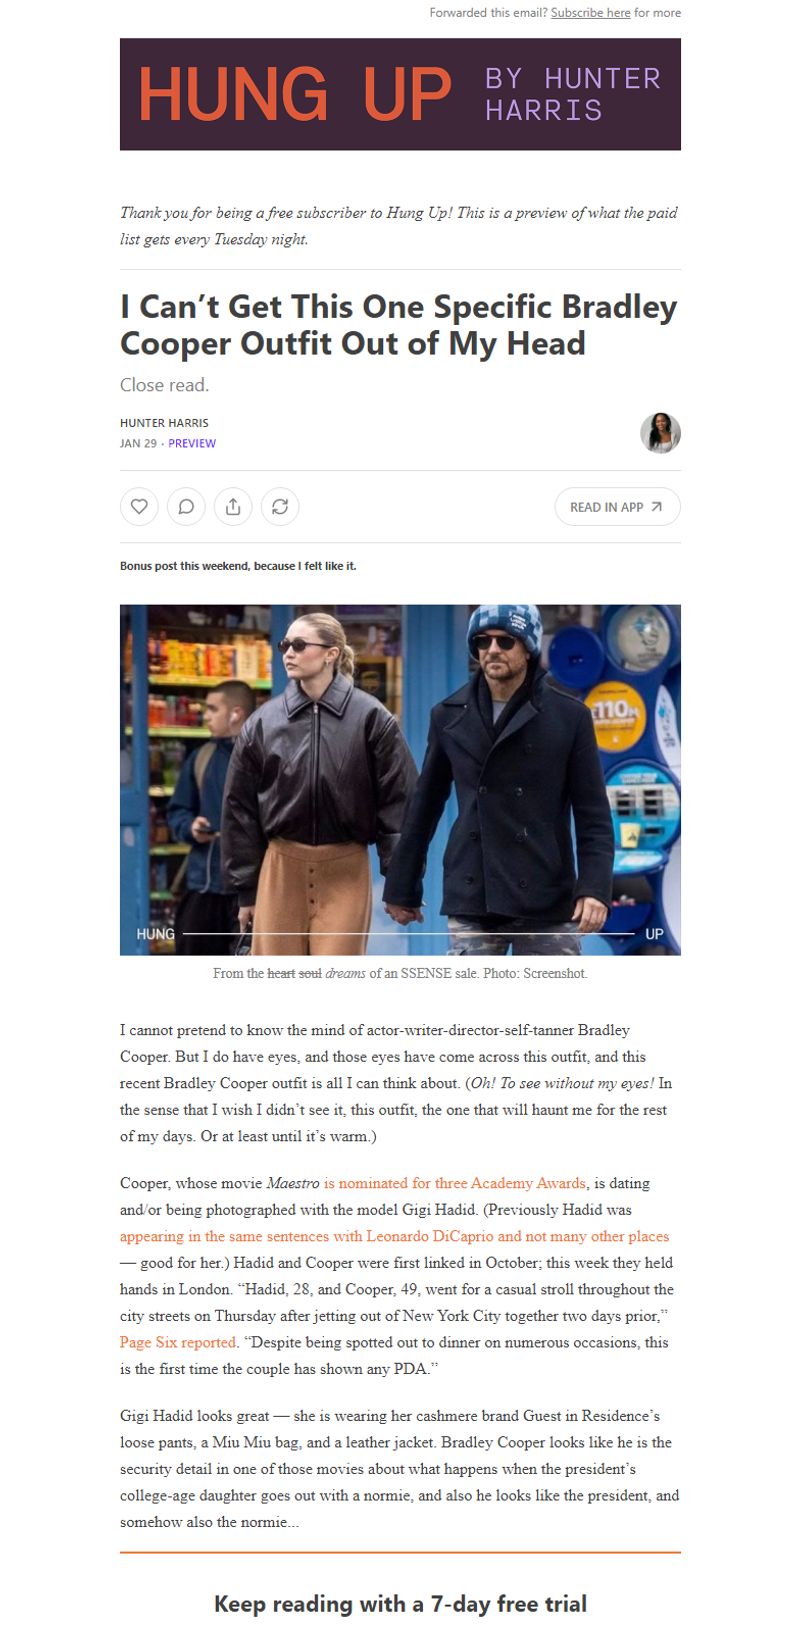 Forwarded this email? Subscribe here for more
HUNG UP
BY HUNTER
HARRIS
Thank you for being a free subscriber to Hung Up! This is a preview of what the paid
list gets every Tuesday night.
I Can’t Get This One Specific Bradley
Cooper Outfit Out of My Head
Close read.
HUNTER HARRIS
JAN 29 · PREVIEW
READ IN APP
Bonus post this weekend, because I felt like it.
110
HUNG
UP
From the heart soul dreams of an SSENSE sale. Photo: Screenshot.
I cannot pretend to know the mind of actor-writer-director-self-tanner Bradley
Cooper. But I do have eyes, and those eyes have come across this outfit, and this
recent Bradley Cooper outfit is all I can think about. (Oh! To see without my eyes! In
the sense that I wish I didn’t see it, this outfit, the one that will haunt me for the rest
of my days. Or at least until it’s warm.)
Cooper, whose movie Maestro is nominated for three Academy Awards, is dating
and/or being photographed with the model Gigi Hadid. (Previously Hadid was
appearing in the same sentences with Leonardo DiCaprio and not many other places
— good for her.) Hadid and Cooper were first linked in October; this week they held
hands in London. “Hadid, 28, and Cooper, 49, went for a casual stroll throughout the
city streets on Thursday after jetting out of New York City together two days prior,”
Page Six reported. “Despite being spotted out to dinner on numerous occasions, this
is the first time the couple has shown any PDA.”
Gigi Hadid looks great — she is wearing her cashmere brand Guest in Residence’s
loose pants, a Miu Miu bag, and a leather jacket. Bradley Cooper looks like he is the
security detail in one of those movies about what happens when the president’s
college-age daughter goes out with a normie, and also he looks like the president, and
somehow also the normie...
Keep reading with a 7-day free trial